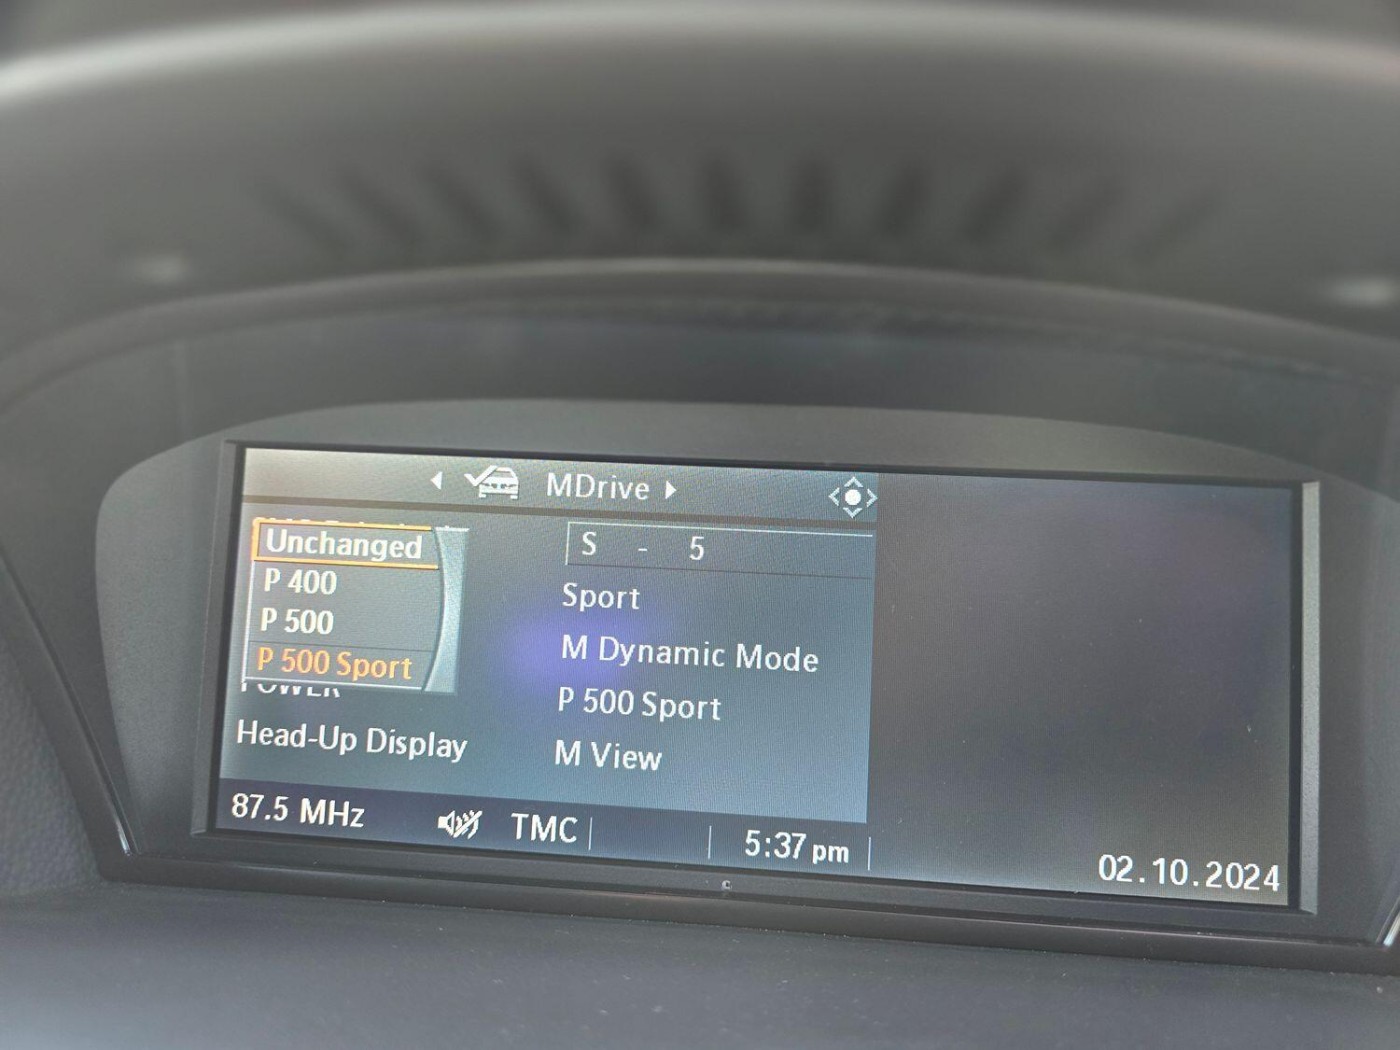 MDrive
Unchanged
P 400
P 500
P 500 Sport
POWER
Head-Up Display
S - 5
Sport
M Dynamic Mode
P 500 Sport
M View
87.5 MHz
TMC
5:37 pm
02.10.2024